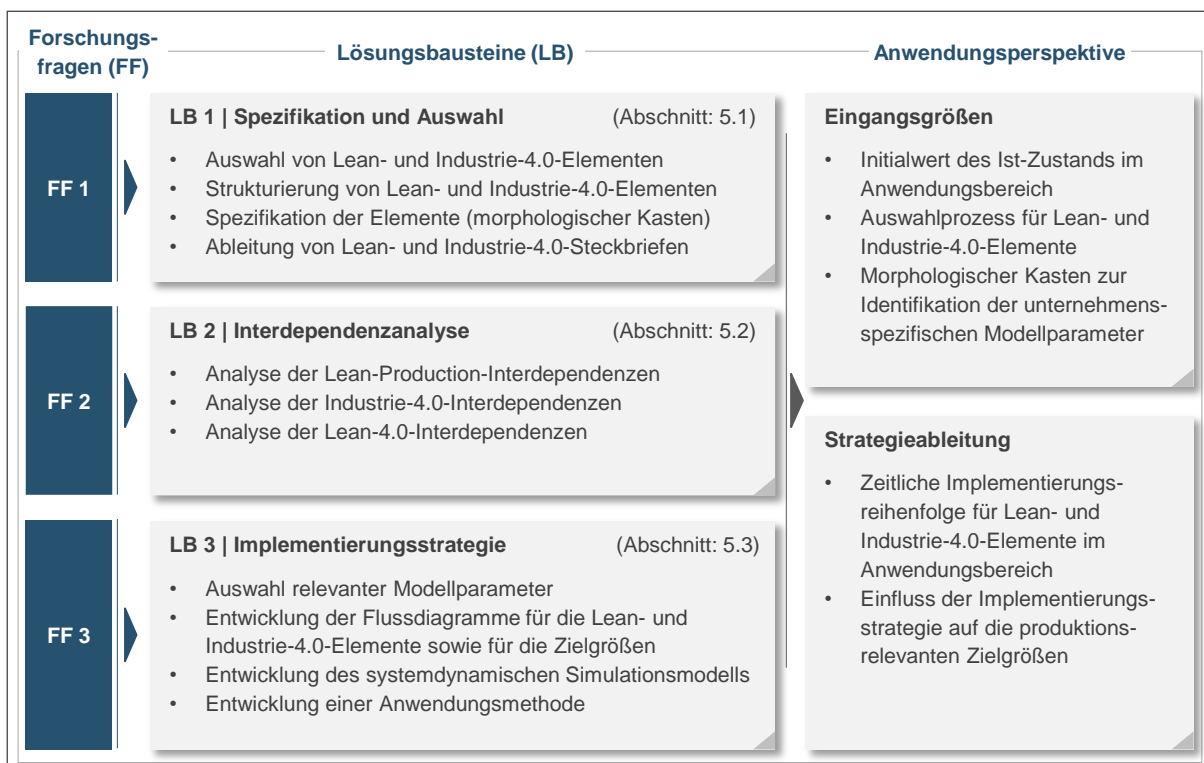 Forschungs-
fragen (FF)
Lösungsbausteine (LB)
Anwendungsperspektive
FF 1
LB 1 | Spezifikation und Auswahl (Abschnitt: 5.1)
• Auswahl von Lean- und Industrie-4.0-Elementen
• Strukturierung von Lean- und Industrie-4.0-Elementen
• Spezifikation der Elemente (morphologischer Kasten)
• Ableitung von Lean- und Industrie-4.0-Steckbriefen
FF 2
LB 2 | Interdependenzanalyse (Abschnitt: 5.2)
• Analyse der Lean-Production-Interdependenzen
• Analyse der Industrie-4.0-Interdependenzen
• Analyse der Lean-4.0-Interdependenzen
FF 3
LB 3 | Implementierungsstrategie (Abschnitt: 5.3)
• Auswahl relevanter Modellparameter
• Entwicklung der Flussdiagramme für die Lean- und
Industrie-4.0-Elemente sowie für die Zielgrößen
• Entwicklung des systemdynamischen Simulationsmodells
• Entwicklung einer Anwendungsmethode
Eingangsgrößen
• Initialwert des Ist-Zustands im
Anwendungsbereich
• Auswahlprozess für Lean- und
Industrie-4.0-Elemente
• Morphologischer Kasten zur
Identifikation der unternehmens-
spezifischen Modellparameter
Strategieableitung
• Zeitliche Implementierungs-
reihenfolge für Lean- und
Industrie-4.0-Elemente im
Anwendungsbereich
• Einfluss der Implementierungs-
strategie auf die produktions-
relevanten Zielgrößen